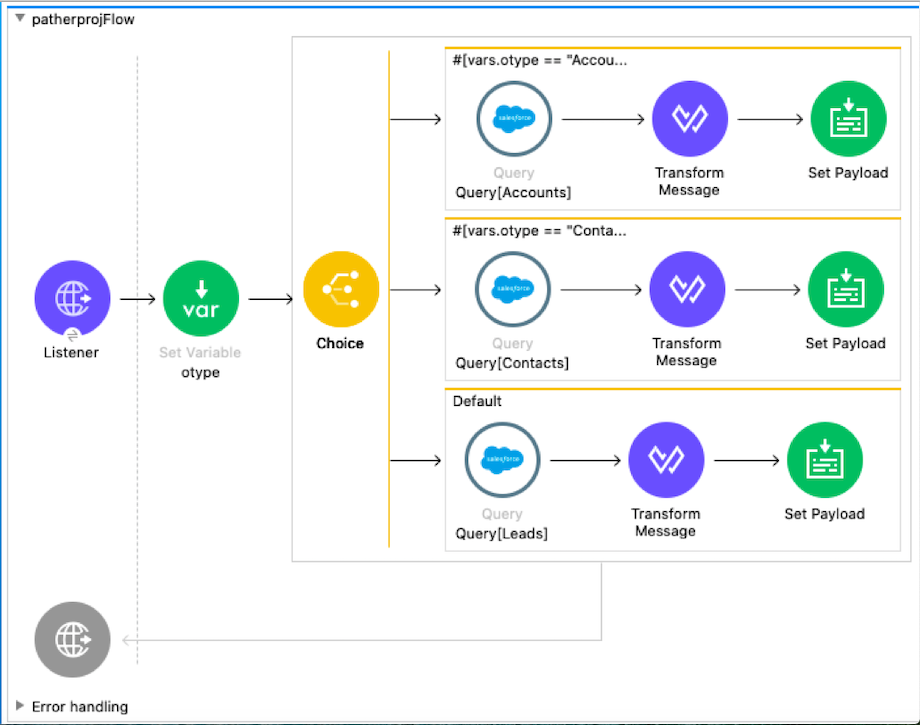 patherprojFlow
#[vars.otype == "Accou...
salesforce
Query
Query[Accounts]
Transform
Message
Set Payload
#[vars.otype == "Conta...
salesforce
Query
Query[Contacts]
Transform
Message
Set Payload
Listener
var
Set Variable
otype
Choice
Default
salesforce
Query
Query[Leads]
Transform
Message
Set Payload
Error handling